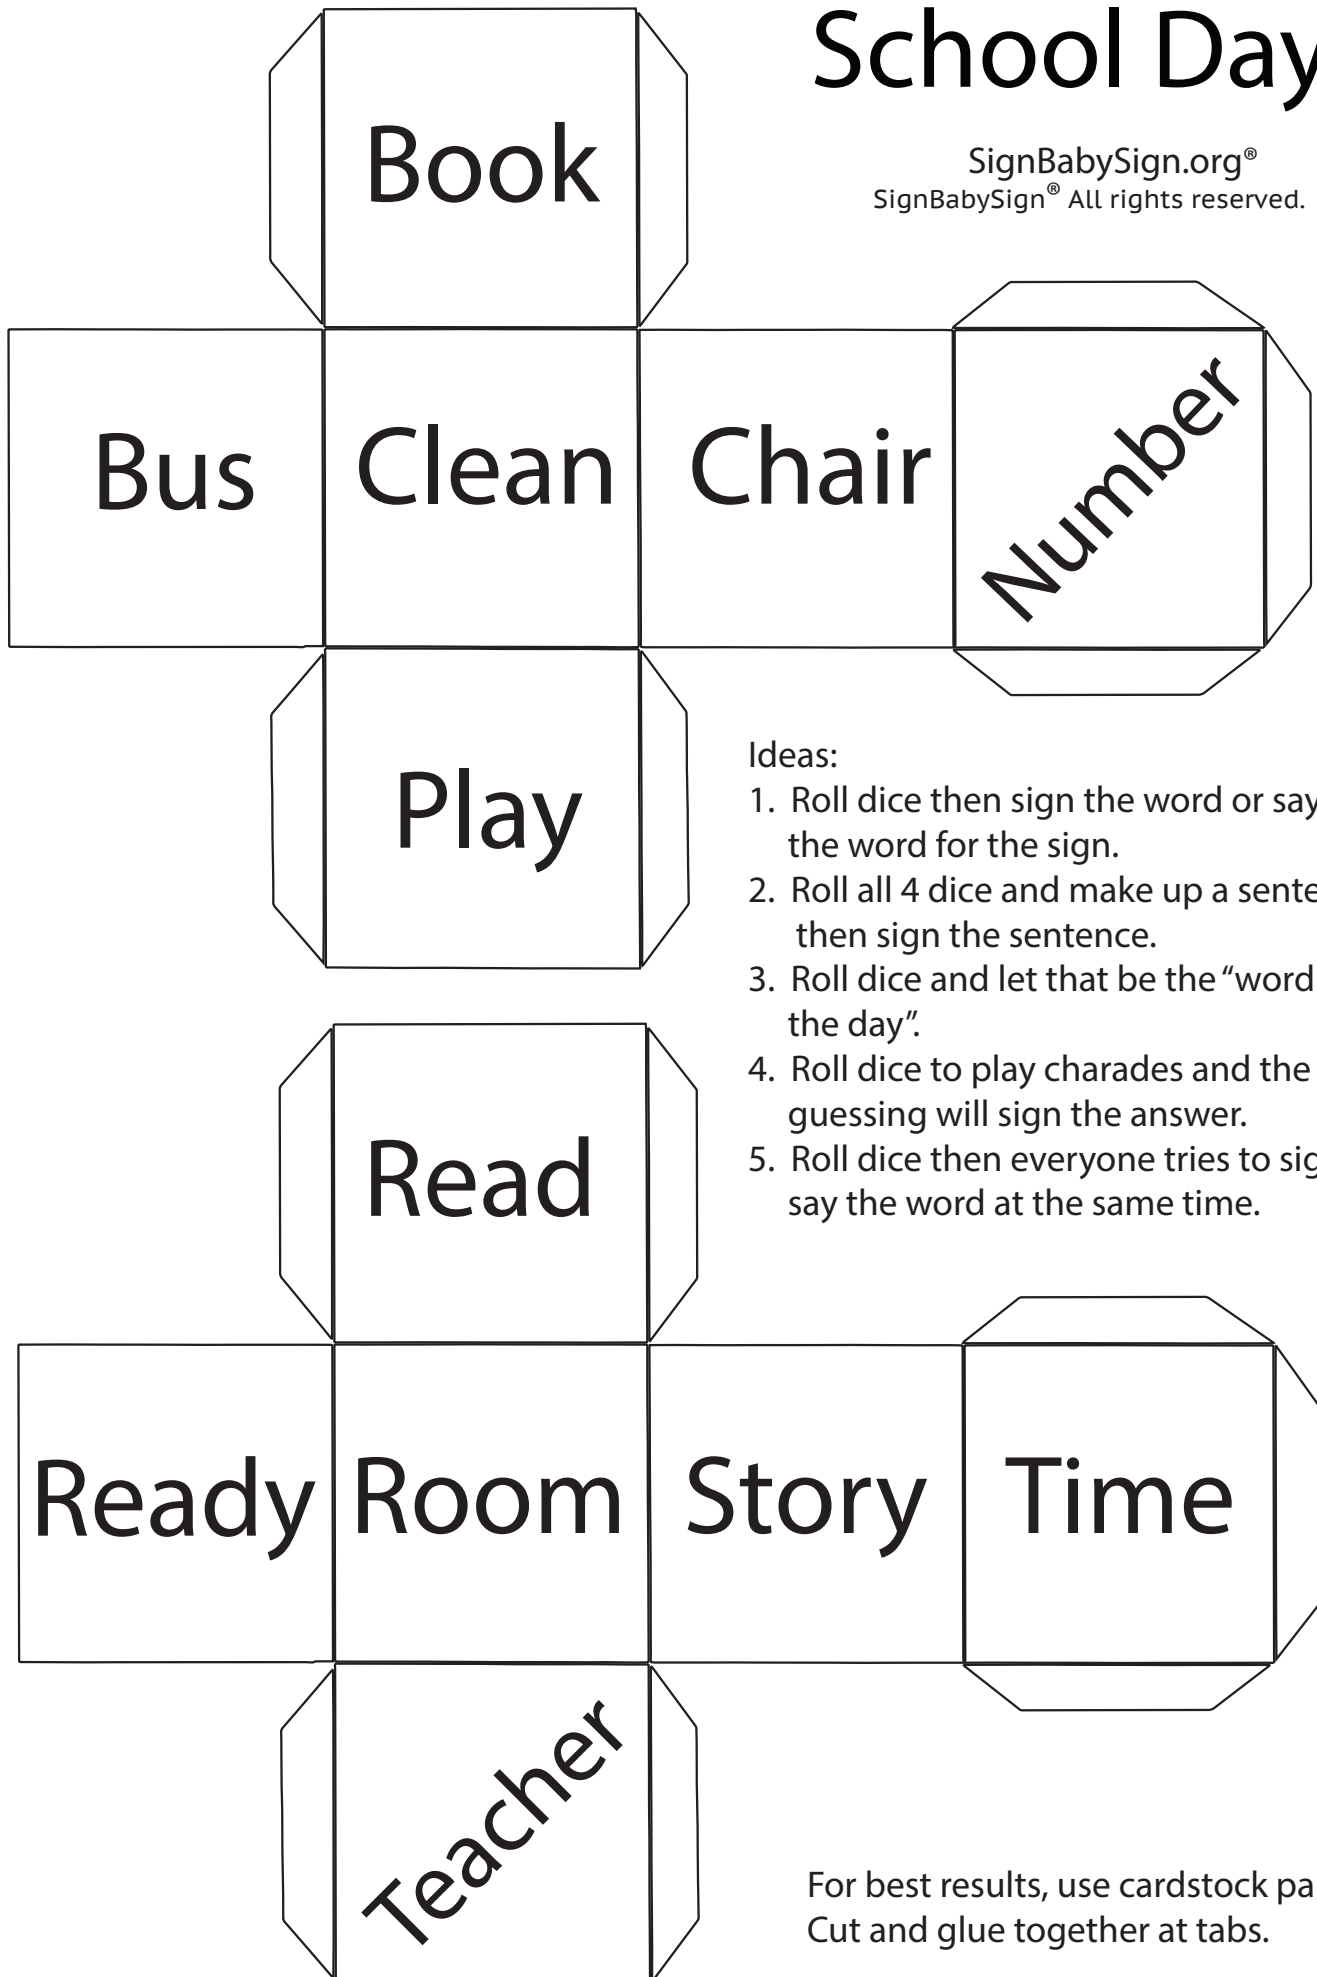 School Day
SignBabySign.org®
SignBabySign® All rights reserved.
Book
Bus Clean Chair Number
Play
Ideas:
1. Roll dice then sign the word or say
the word for the sign.
2. Roll all 4 dice and make up a
then sign the sentence.
3. Roll dice and let that be the “word
the day”.
4. Roll dice to play charades and the
guessing will sign the answer.
5. Roll dice then everyone tries to
say the word at the same time.
Read
Ready Room Story Time
Teacher
For best results, use cardstock
Cut and glue together at tabs.